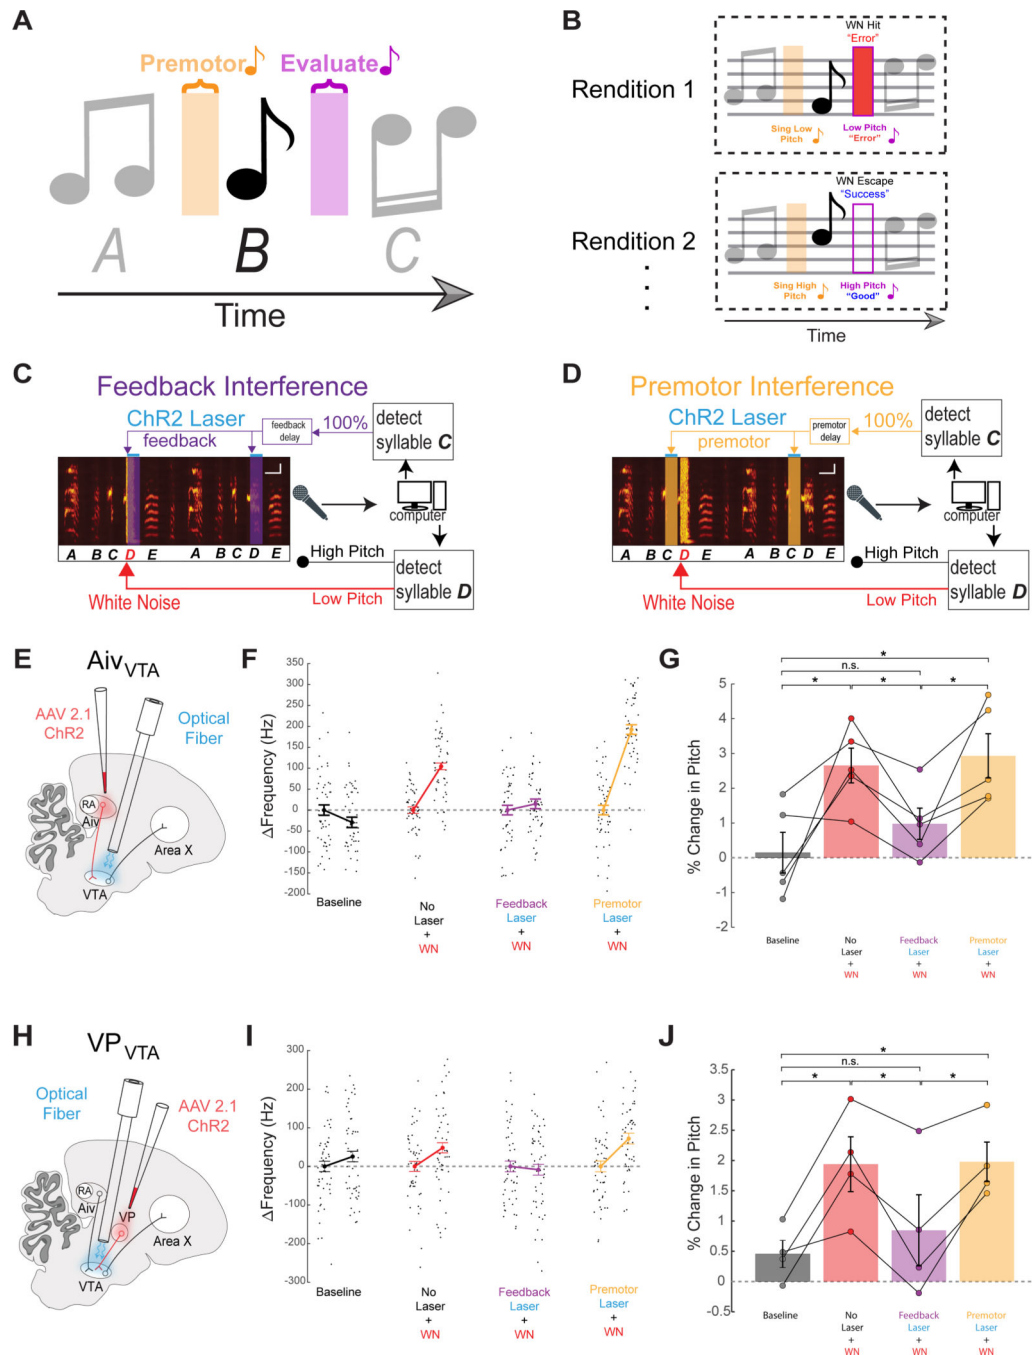 A
Premotor
Evaluate
A
B
C
Time
B
Rendition 1
WN Hit
"Error"
Sing Low
Pitch
Low Pitch
"Error"
Rendition 2
WN Escape
"Success"
Sing High
Pitch
High Pitch
"Good"
Time
C
Feedback Interference
ChR2 Laser
feedback
feedback
delay
100%
detect
syllable C
computer
A B C D E A B C D E
High Pitch
detect
syllable D
White Noise
Low Pitch
D
Premotor Interference
ChR2 Laser
premotor
premotor
delay
100%
detect
syllable C
computer
A B C D E A B C D E
High Pitch
detect
syllable D
White Noise
Low Pitch
E
AivVTA
AAV 2.1
ChR2
Optical
Fiber
RA
Aiv
Area X
VTA
F
ΔFrequency (Hz)
350
300
250
200
150
100
50
0
-50
-100
-150
-200
Baseline
No
Laser
+
WN
Feedback
Laser
+
WN
Premotor
Laser
+
WN
G
% Change in Pitch
*
n.s.
* * *
5
4
3
2
1
0
-1
-2
Baseline
No
Laser
+
WN
Feedback
Laser
+
WN
Premotor
Laser
+
WN
H
VPVTA
Optical
Fiber
AAV 2.1
ChR2
RA
Aiv
VP
Area X
VTA
I
ΔFrequency (Hz)
300
200
100
0
-100
-200
-300
Baseline
No
Laser
+
WN
Feedback
Laser
+
WN
Premotor
Laser
+
WN
J
% Change in Pitch
*
n.s.
* * *
3.5
3
2.5
2
1.5
1
0.5
0
-0.5
Baseline
No
Laser
+
WN
Feedback
Laser
+
WN
Premotor
Laser
+
WN